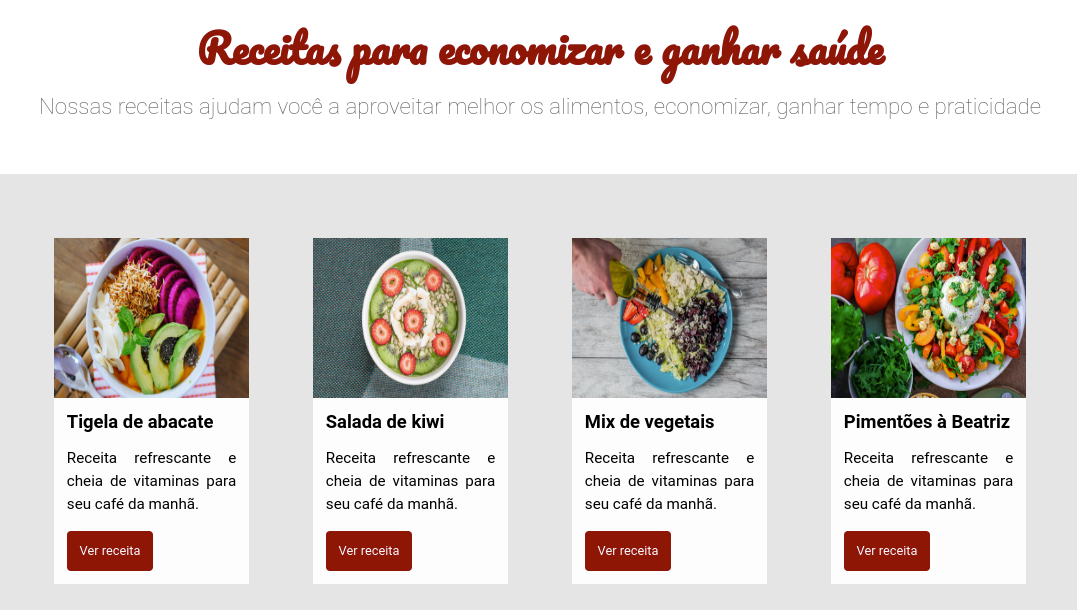 Receitas para economizar e ganhar saúde
Nossas receitas ajudam você a aproveitar melhor os alimentos, economizar, ganhar tempo e praticidade
Tigela de abacate
Receita refrescante e
cheia de vitaminas para
seu café da manhã.
Ver receita
Salada de kiwi
Receita refrescante e
cheia de vitaminas para
seu café da manhã.
Ver receita
Mix de vegetais
Receita refrescante e
cheia de vitaminas para
seu café da manhã.
Ver receita
Pimentões à Beatriz
Receita refrescante e
cheia de vitaminas para
seu café da manhã.
Ver receita